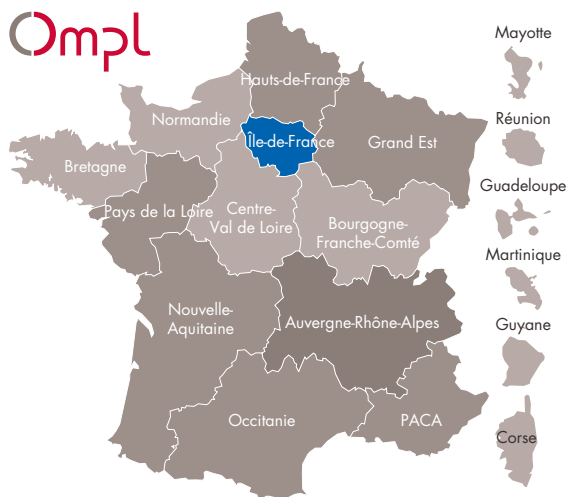 Ompl
Mayotte
Hauts-de-France
Normandie
Réunion
Île-de-France
Grand Est
Bretagne
Guadeloupe
Pays de la Loire
Centre-
Val de Loire
Bourgogne-
Franche-Comté
Martinique
Nouvelle-
Aquitaine
Auvergne-Rhône-Alpes
Guyane
Occitanie
PACA
Corse